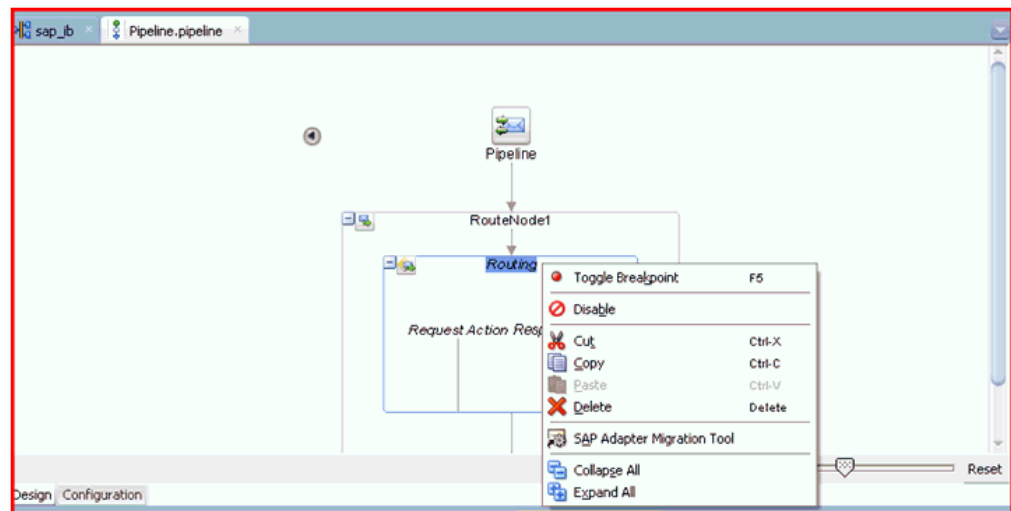 sap_ib
Pipeline.pipeline
Pipeline
RouteNode1
Routing
Request Action Resp
Toggle Breakpoint F5
Disable
Cut Ctrl-X
Copy Ctrl-C
Paste Ctrl-V
Delete Delete
SAP Adapter Migration Tool
Collapse All
Expand All
Reset
Design Configuration